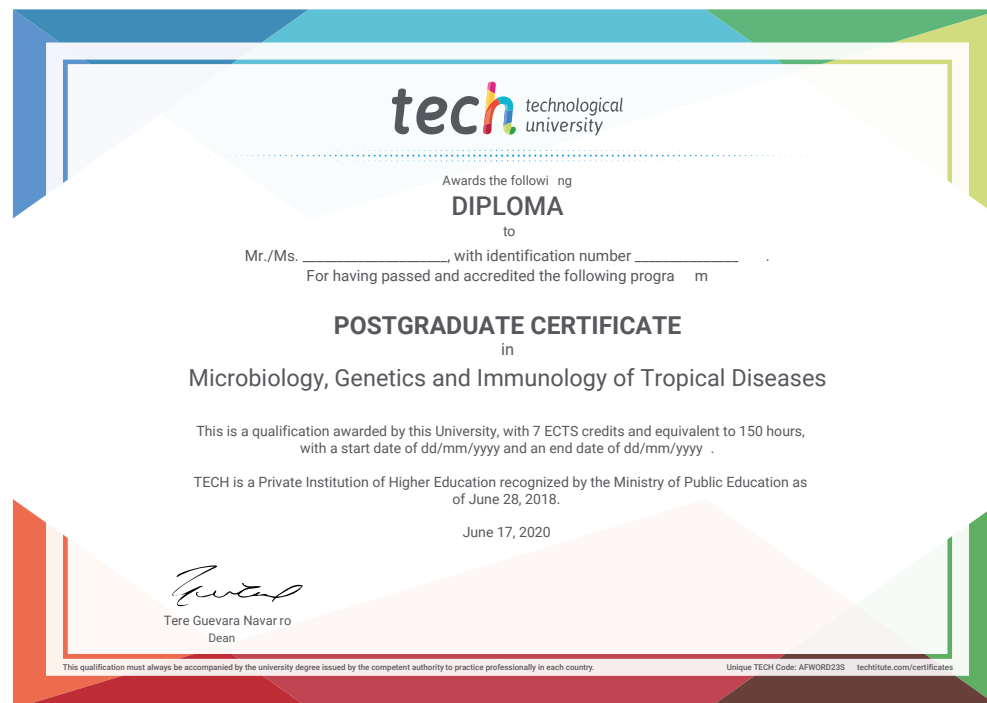 tech technological
university
Awards the followi ng
DIPLOMA
to
Mr./Ms. _____________________, with identification number _______________ .
For having passed and accredited the following progra m
POSTGRADUATE CERTIFICATE
in
Microbiology, Genetics and Immunology of Tropical Diseases
This is a qualification awarded by this University, with 7 ECTS credits and equivalent to 150 hours,
with a start date of dd/mm/yyyy and an end date of dd/mm/yyyy .
TECH is a Private Institution of Higher Education recognized by the Ministry of Public Education as
of June 28, 2018.
June 17, 2020
Tere Guevara Navar ro
Dean
This qualification must always be accompanied by the university degree issued by the competent authority to practice professionally in each country. Unique TECH Code: AFWORD23S techtitute.com/certificates